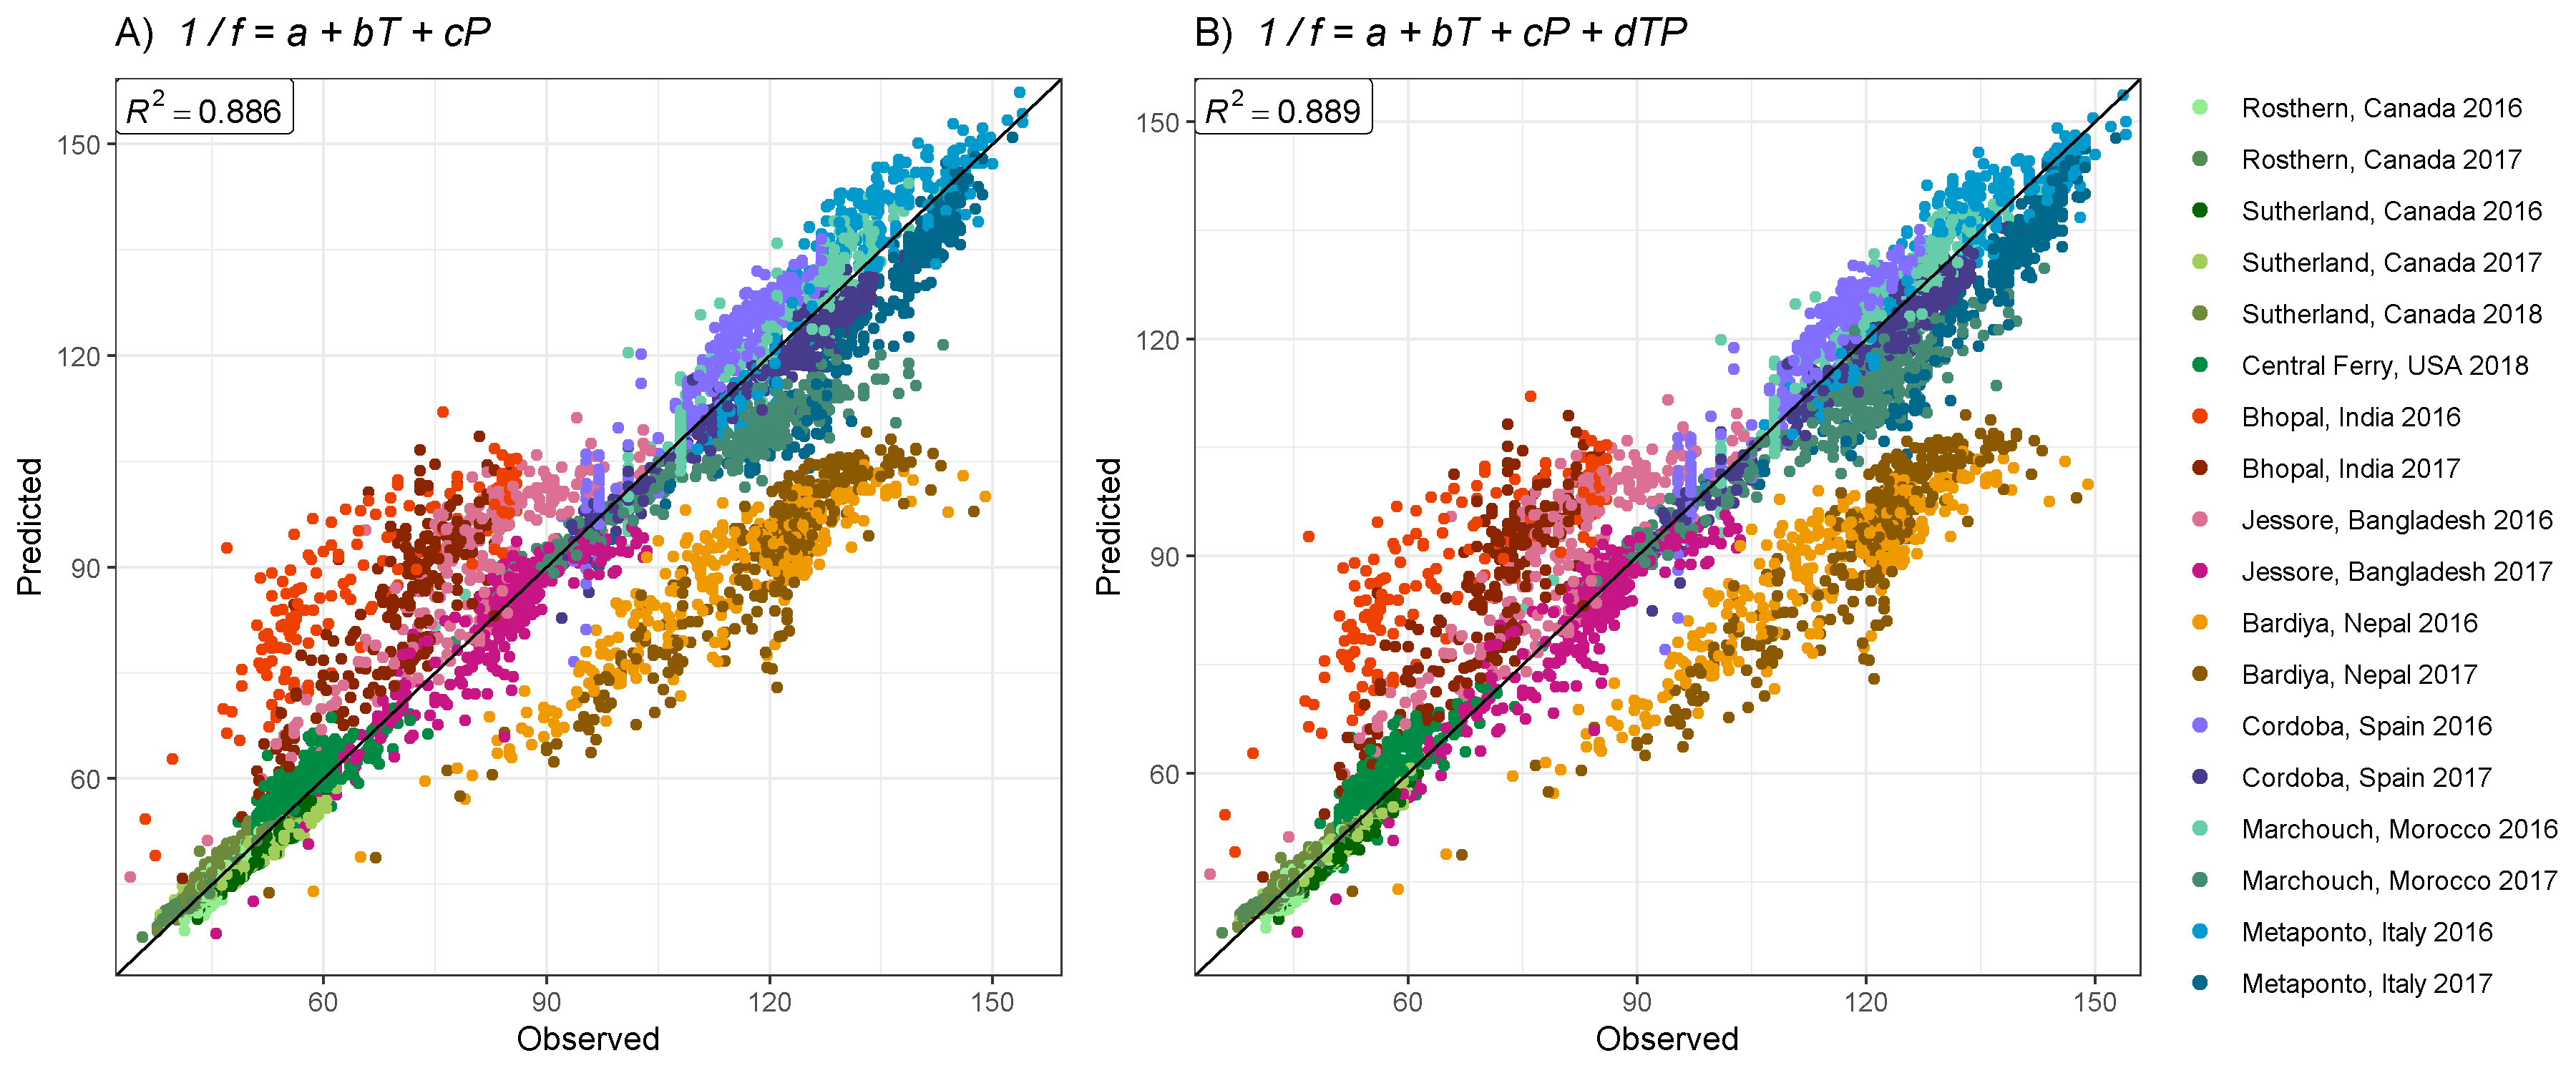 A) 1 / f = a + bT + cP
R² = 0.886
150
120
90
60
Predicted
60 90 120 150
Observed
B) 1 / f = a + bT + cP + dTP
R² = 0.889
150
120
90
60
Predicted
60 90 120 150
Observed
Rosthern, Canada 2016
Rosthern, Canada 2017
Sutherland, Canada 2016
Sutherland, Canada 2017
Sutherland, Canada 2018
Central Ferry, USA 2018
Bhopal, India 2016
Bhopal, India 2017
Jessore, Bangladesh 2016
Jessore, Bangladesh 2017
Bardiya, Nepal 2016
Bardiya, Nepal 2017
Cordoba, Spain 2016
Cordoba, Spain 2017
Marchouch, Morocco 2016
Marchouch, Morocco 2017
Metaponto, Italy 2016
Metaponto, Italy 2017